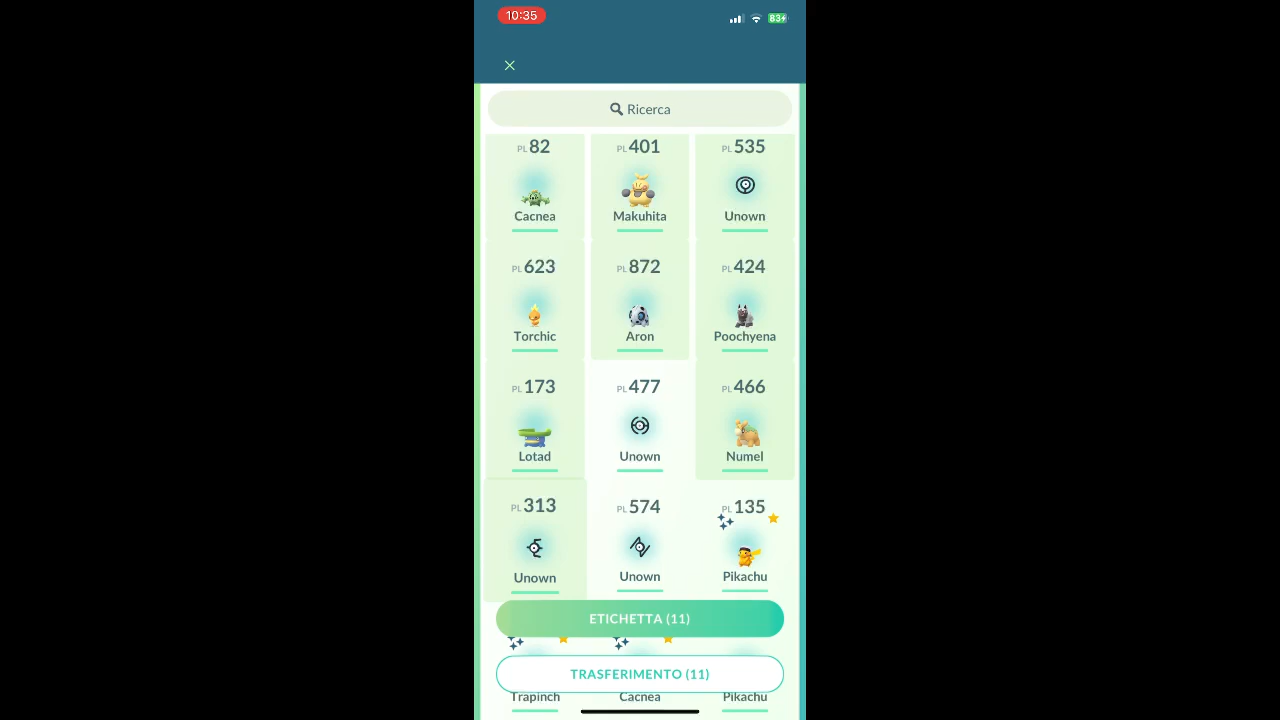 10:35
83
Ricerca
PL 82 PL 401 PL 535
Cacnea Makuhita Unown
PL 623 PL 872 PL 424
Torchic Aron Poochyena
PL 173 PL 477 PL 466
Lotad Unown Numel
PL 313 PL 574 PL 135
Unown Unown Pikachu
ETICHETTA (11)
TRASFERIMENTO (11)
Trapinch Cacnea Pikachu